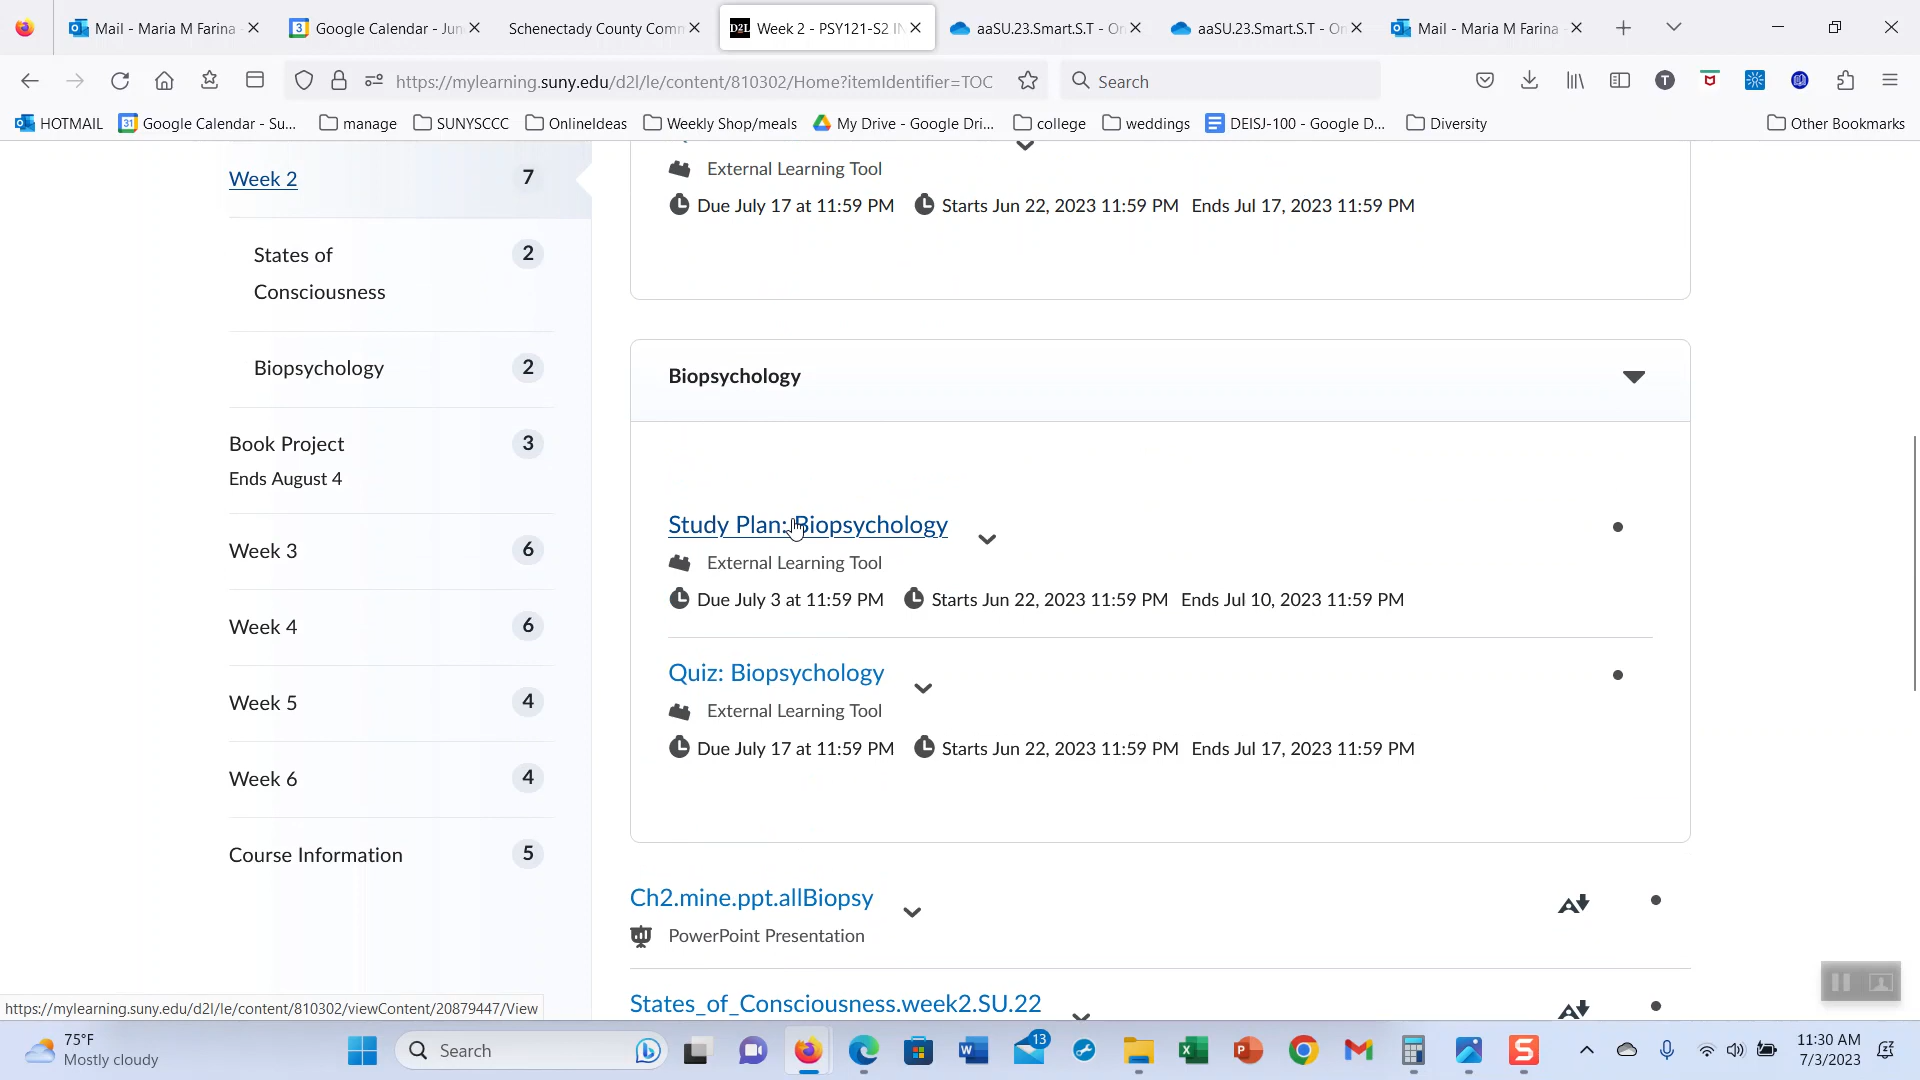 Mail - Maria M Farina
Google Calendar - Jun
Schenectady County Comm
D2L Week 2 - PSY121-S2 IN
aaSU.23.Smart.S.T - On
aaSU.23.Smart.S.T - On
Mail - Maria M Farina
https://mylearning.suny.edu/d2l/le/content/810302/Home?itemIdentifier=TOC
Search
T
HOTMAIL
31 Google Calendar - Su...
manage
SUNYSCCC
OnlineIdeas
Weekly Shop/meals
My Drive - Google Dri...
college
weddings
DEISJ-100 - Google D...
Diversity
Other Bookmarks
Week 2 7
States of
Consciousness
2
Biopsychology 2
Book Project 3
Ends August 4
Week 3 6
Week 4 6
Week 5 4
Week 6 4
Course Information 5
External Learning Tool
Due July 17 at 11:59 PM Starts Jun 22, 2023 11:59 PM Ends Jul 17, 2023 11:59 PM
Biopsychology
Study Plan: Biopsychology
External Learning Tool
Due July 3 at 11:59 PM Starts Jun 22, 2023 11:59 PM Ends Jul 10, 2023 11:59 PM
Quiz: Biopsychology
External Learning Tool
Due July 17 at 11:59 PM Starts Jun 22, 2023 11:59 PM Ends Jul 17, 2023 11:59 PM
Ch2.mine.ppt.allBiopsy
PowerPoint Presentation
States_of_Consciousness.week2.SU.22
https://mylearning.suny.edu/d2l/le/content/810302/viewContent/20879447/View
75°F
Mostly cloudy
Search
13
11:30 AM
7/3/2023